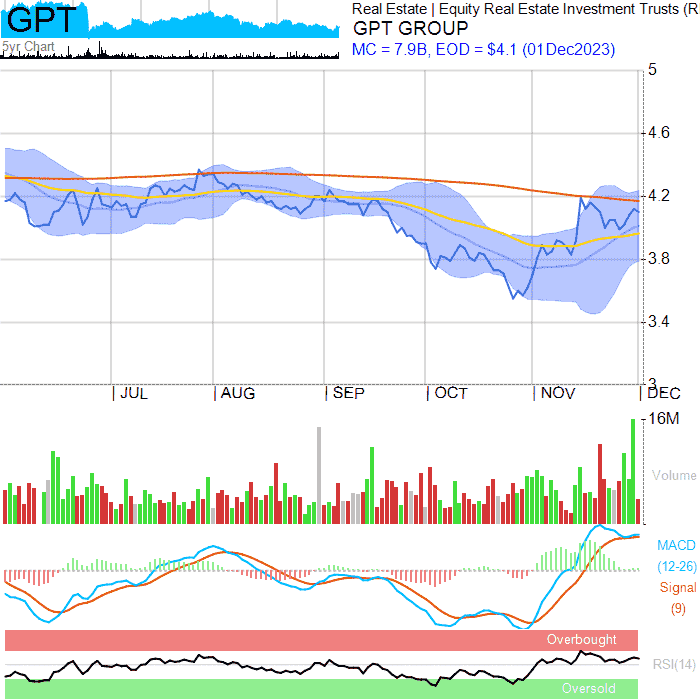 GPT
5yr Chart
Real Estate | Equity Real Estate Investment Trusts (R
GPT GROUP
MC = 7.9B, EOD = $4.1 (01Dec2023)
5
4.6
4.2
3.8
3.4
3
| JUL | AUG | SEP | OCT | NOV | DEC
16M
Volume
MACD
(12-26)
Signal
(9)
Overbought
RSI(14)
Oversold